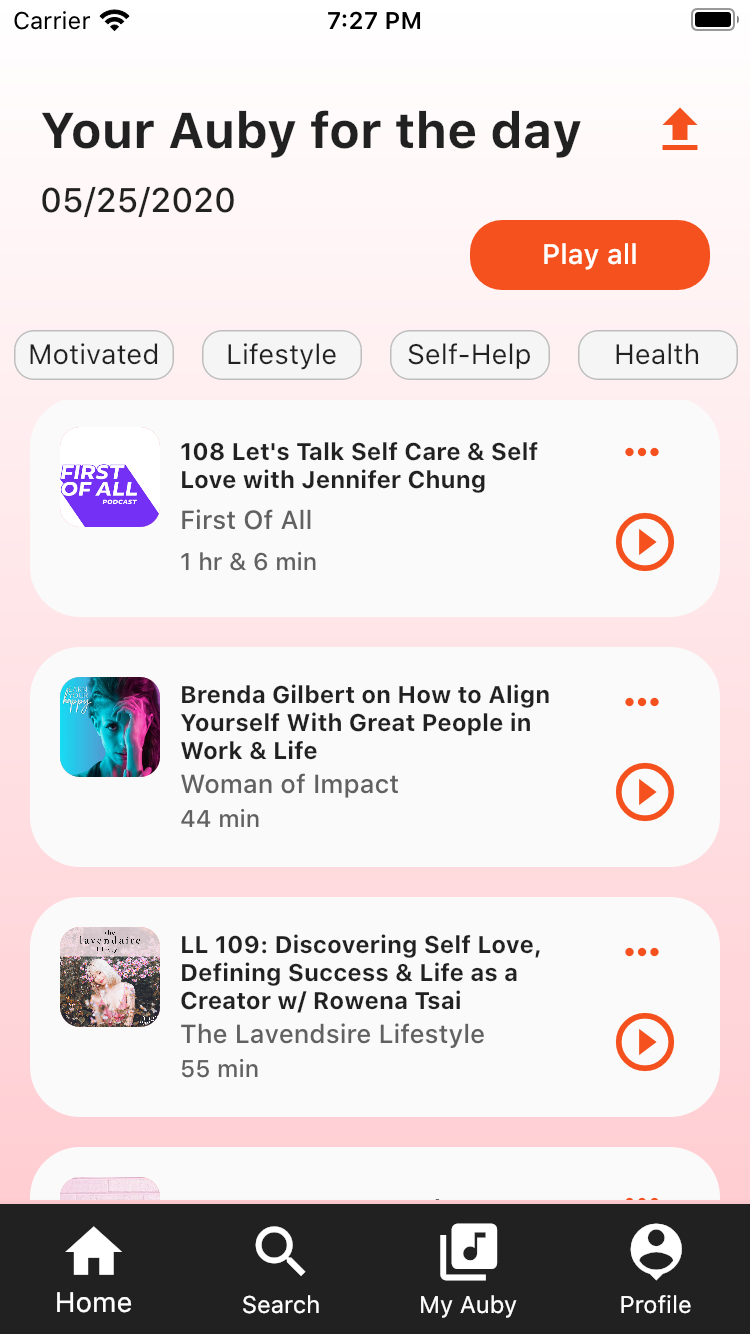 Carrier 7:27 PM
Your Auby for the day
05/25/2020
Play all
Motivated Lifestyle Self-Help Health
FIRST
OF ALL
PODCAST
108 Let's Talk Self Care & Self
Love with Jennifer Chung
First Of All
1 hr & 6 min
EARN
YOUR
happy
Brenda Gilbert on How to Align
Yourself With Great People in
Work & Life
Woman of Impact
44 min
the
lavendaire
LL 109: Discovering Self Love,
Defining Success & Life as a
Creator w/ Rowena Tsai
The Lavendsire Lifestyle
55 min
Home Search My Auby Profile